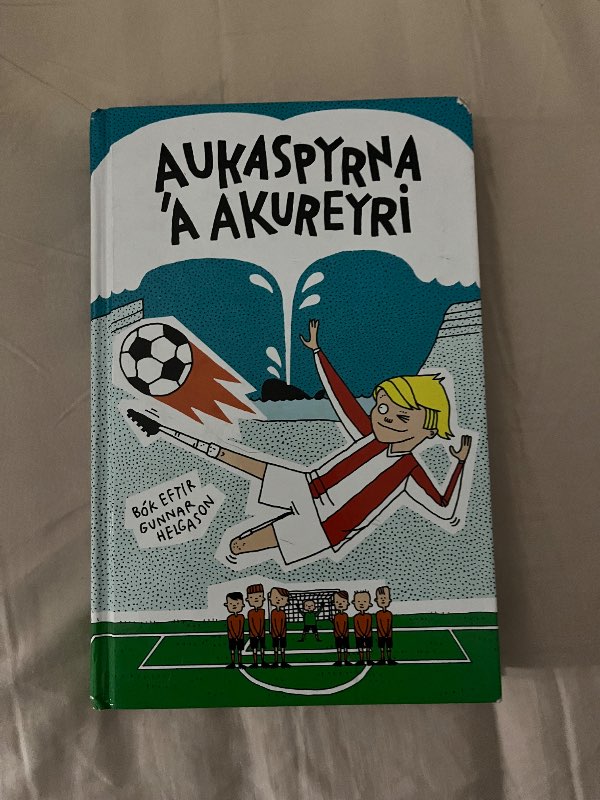 AUKASPYRNA
Á AKUREYRI
BÓK EFTIR
GUNNAR
HELGASON